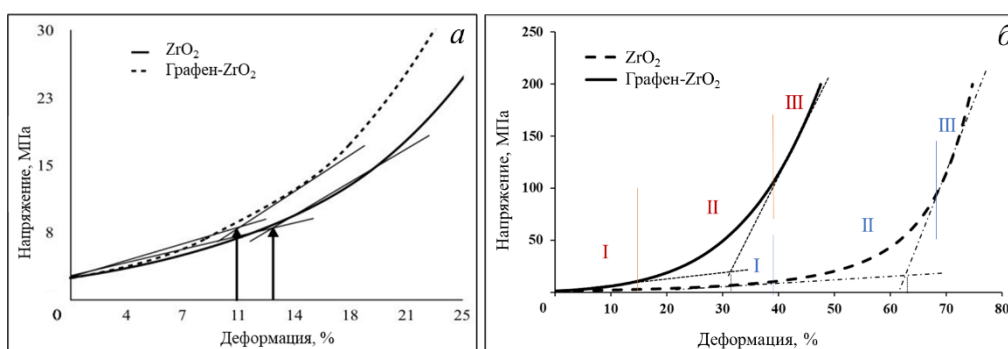 а
30
23
15
8
Напряжение, МПа
ZrO2
Графен-ZrO2
0 4 7 11 14 18 21 25
Деформация, %
б
200
150
100
50
0
Напряжение, МПа
ZrO2
Графен-ZrO2
I
II
III
I
II
III
0 10 20 30 40 50 60 70 80
Деформация, %